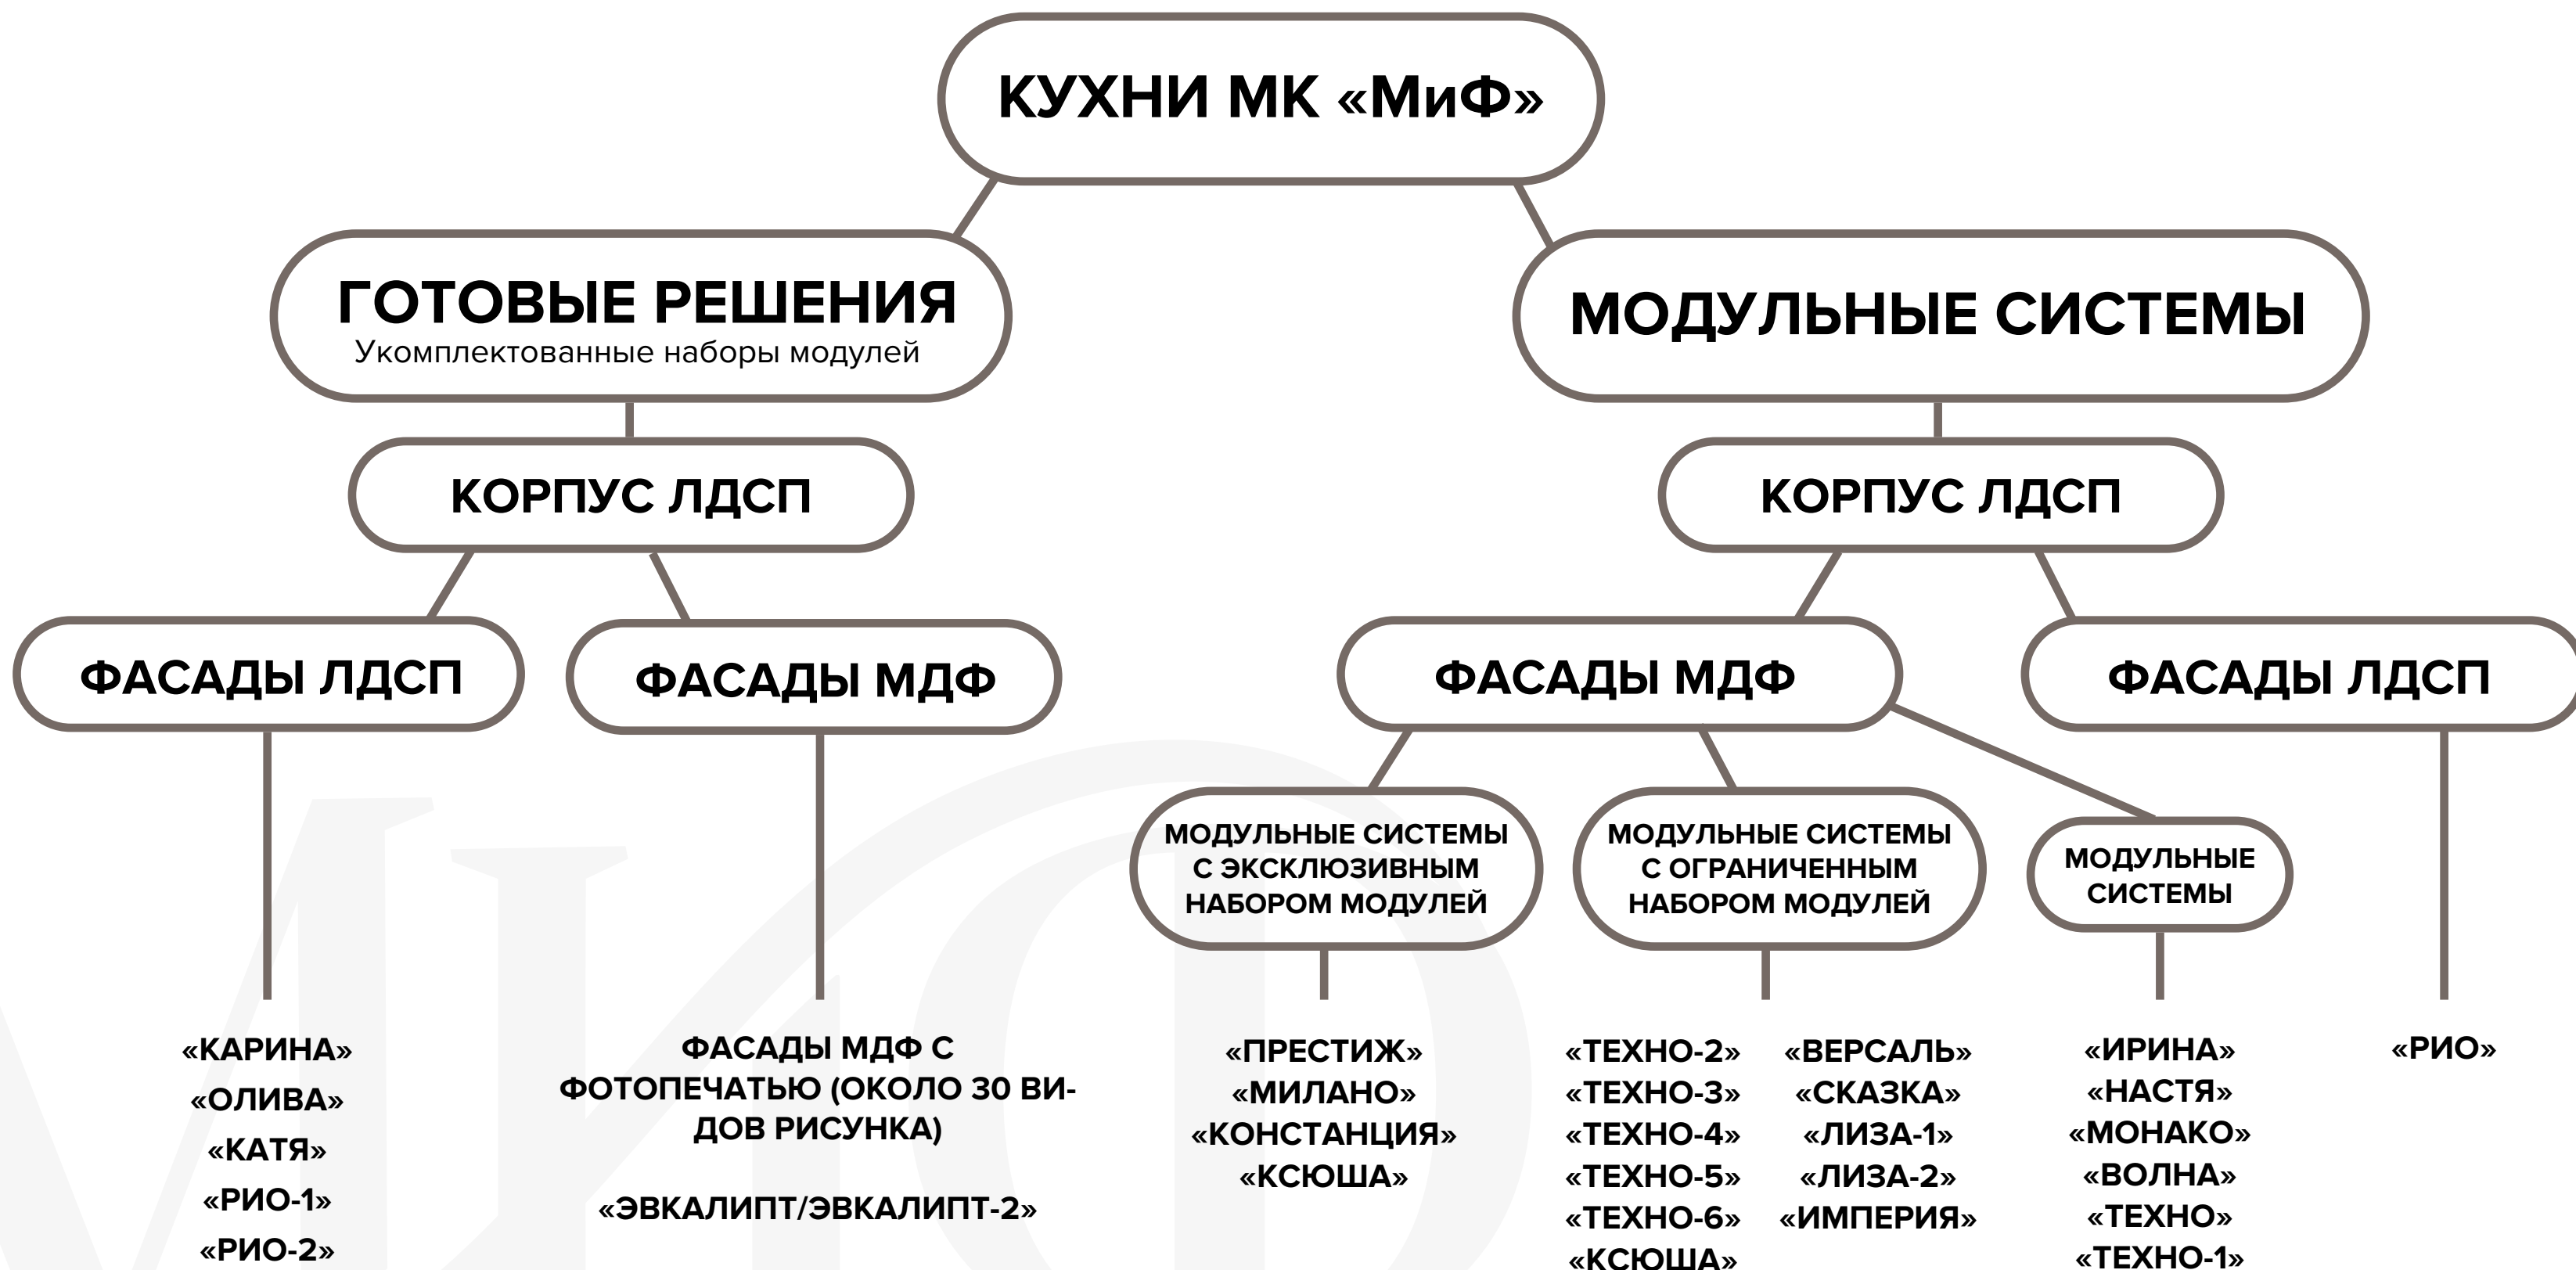 КУХНИ МК «МиФ»
ГОТОВЫЕ РЕШЕНИЯ
Укомплектованные наборы модулей
МОДУЛЬНЫЕ СИСТЕМЫ
КОРПУС ЛДСП
КОРПУС ЛДСП
ФАСАДЫ ЛДСП
ФАСАДЫ МДФ
ФАСАДЫ МДФ
ФАСАДЫ ЛДСП
МОДУЛЬНЫЕ СИСТЕМЫ
С ЭКСКЛЮЗИВНЫМ
НАБОРОМ МОДУЛЕЙ
МОДУЛЬНЫЕ СИСТЕМЫ
С ОГРАНИЧЕННЫМ
НАБОРОМ МОДУЛЕЙ
МОДУЛЬНЫЕ
СИСТЕМЫ
«КАРИНА»
«ОЛИВА»
«КАТЯ»
«РИО-1»
«РИО-2»
ФАСАДЫ МДФ С
ФОТОПЕЧАТЬЮ (ОКОЛО 30 ВИ-
ДОВ РИСУНКА)
«ЭВКАЛИПТ/ЭВКАЛИПТ-2»
«ПРЕСТИЖ»
«МИЛАНО»
«КОНСТАНЦИЯ»
«КСЮША»
«ТЕХНО-2»
«ТЕХНО-3»
«ТЕХНО-4»
«ТЕХНО-5»
«ТЕХНО-6»
«КСЮША»
«ВЕРСАЛЬ»
«СКАЗКА»
«ЛИЗА-1»
«ЛИЗА-2»
«ИМПЕРИЯ»
«ИРИНА»
«НАСТЯ»
«МОНАКО»
«ВОЛНА»
«ТЕХНО»
«ТЕХНО-1»
«РИО»
МиФ